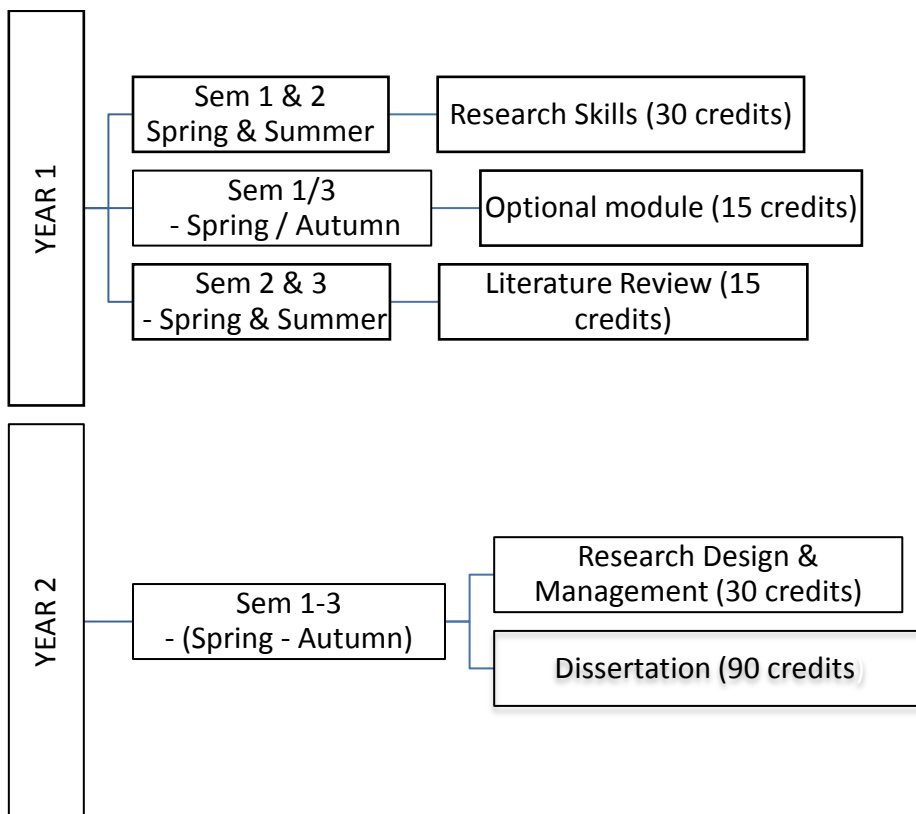 YEAR 1
Sem 1 & 2
Spring & Summer
Research Skills (30 credits)
Sem 1/3
- Spring / Autumn
Optional module (15 credits)
Sem 2 & 3
- Spring & Summer
Literature Review (15
credits)
YEAR 2
Sem 1-3
- (Spring - Autumn)
Research Design &
Management (30 credits)
Dissertation (90 credits)